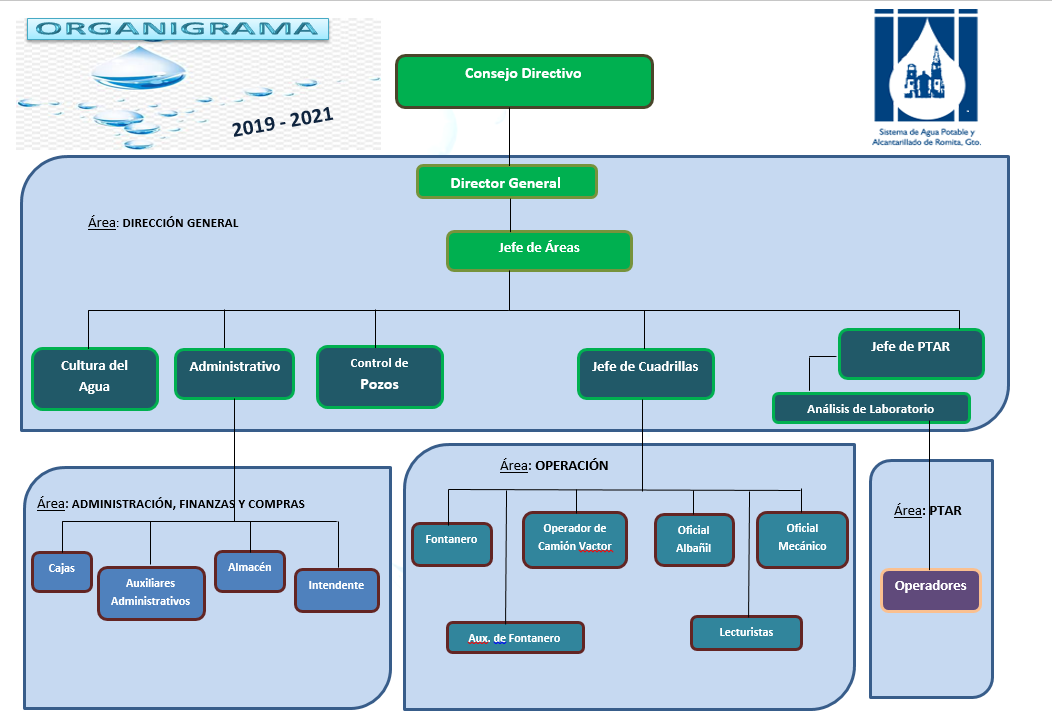 ORGANIGRAMA
2019 - 2021
Sistema de Agua Potable y
Alcantarillado de Romita, Gto.
Consejo Directivo
Director General
Área: DIRECCIÓN GENERAL
Jefe de Áreas
Cultura del
Agua
Administrativo
Control de
Pozos
Jefe de Cuadrillas
Jefe de PTAR
Análisis de Laboratorio
Área: ADMINISTRACIÓN, FINANZAS Y COMPRAS
Cajas
Auxiliares
Administrativos
Almacén
Intendente
Área: OPERACIÓN
Fontanero
Operador de
Camión Vactor
Oficial
Albañil
Oficial
Mecánico
Aux. de Fontanero
Lecturistas
Área: PTAR
Operadores